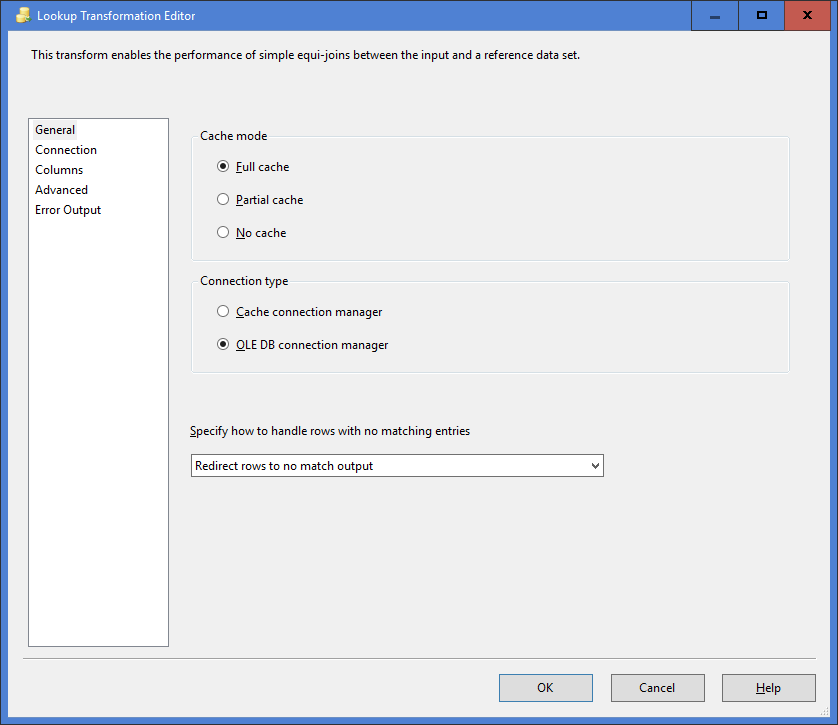 Lookup Transformation Editor
This transform enables the performance of simple equi-joins between the input and a reference data set.
General
Connection
Columns
Advanced
Error Output
Cache mode
Full cache
Partial cache
No cache
Connection type
Cache connection manager
OLE DB connection manager
Specify how to handle rows with no matching entries
Redirect rows to no match output
OK
Cancel
Help